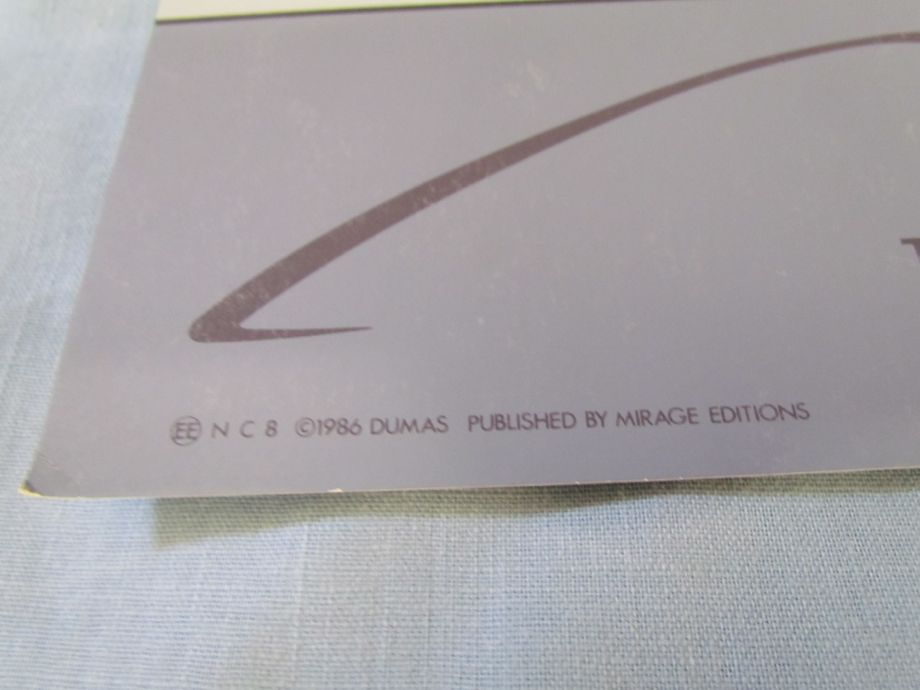 EE N C 8 ©1986 DUMAS PUBLISHED BY MIRAGE EDITIONS